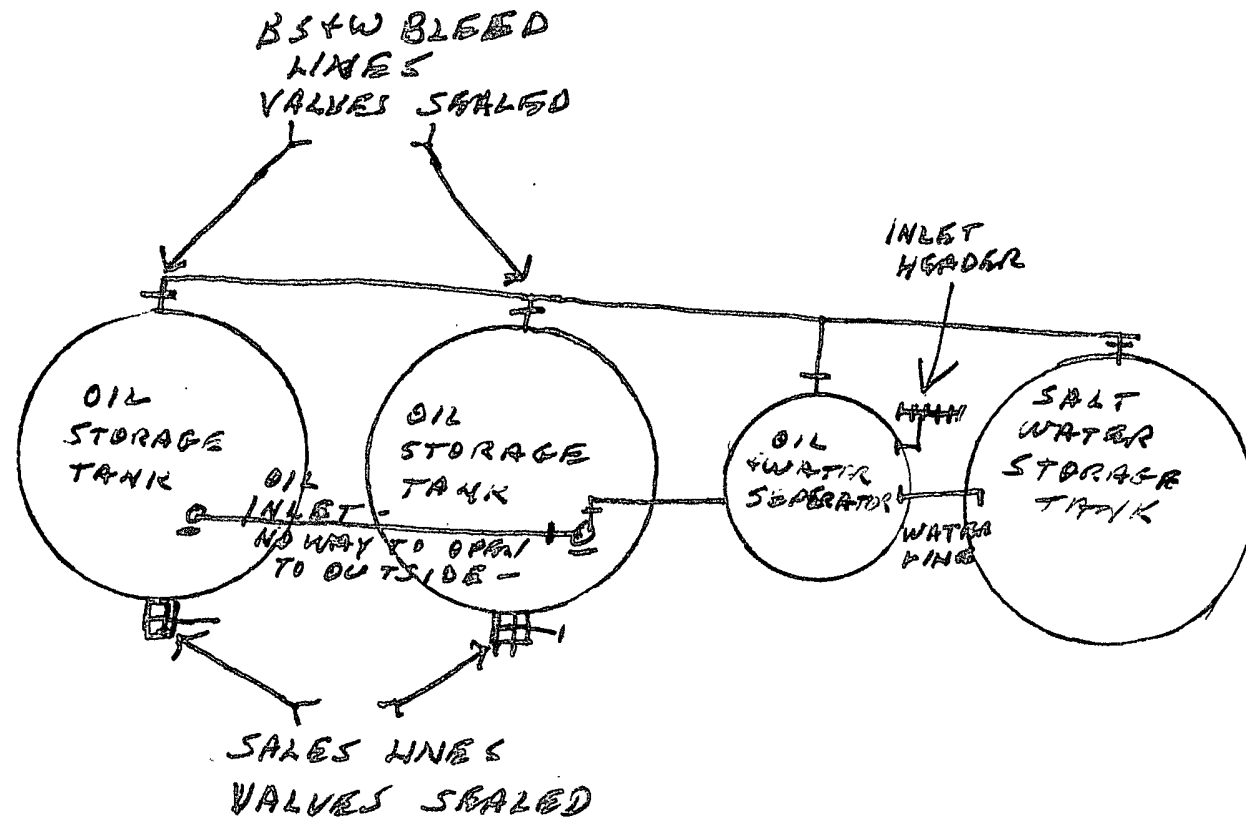 BS+W BLEED
LINES
VALVES SEALED
INLET
HEADER
OIL
STORAGE
TANK
OIL
INLET -
NO WAY TO OPEN
TO OUTSIDE -
OIL
STORAGE
TANK
OIL
+WATER
SEPERATOR
WATER
LINE
SALT
WATER
STORAGE
TANK
SALES LINES
VALVES SEALED